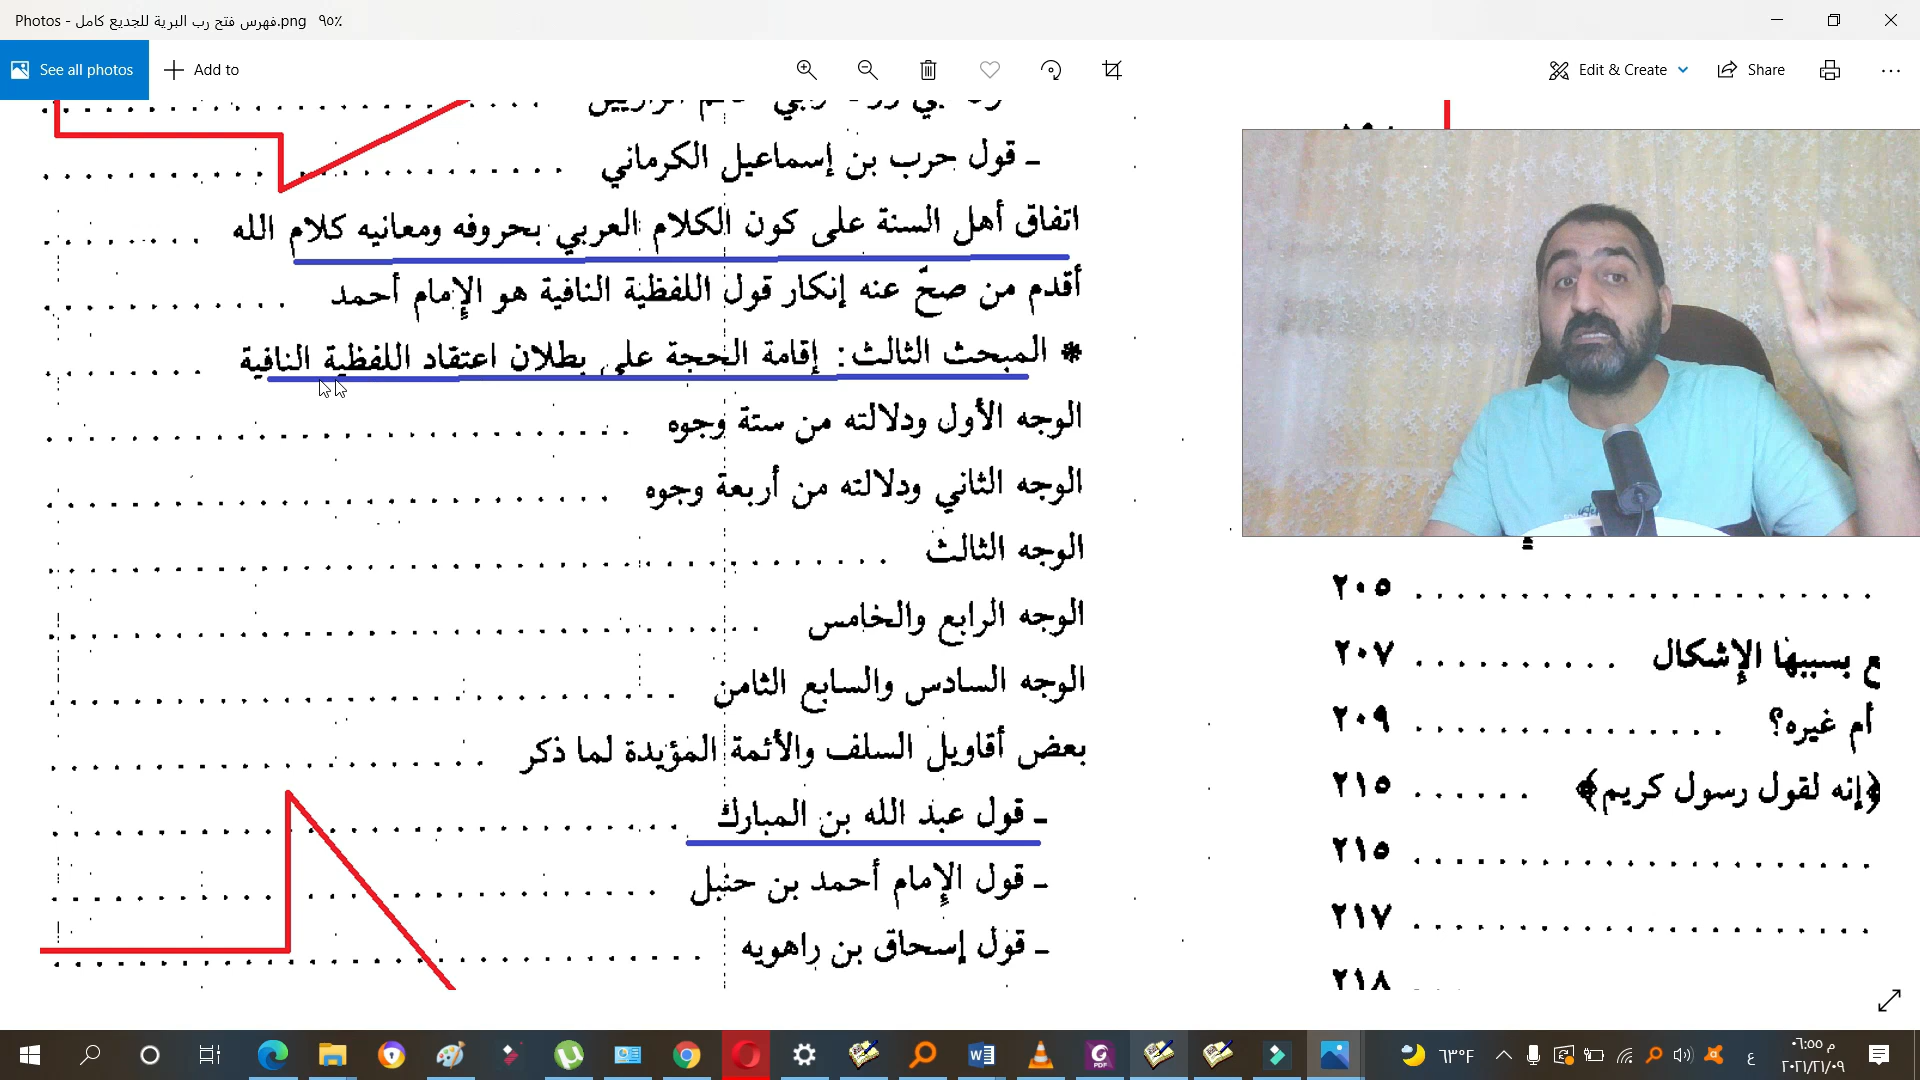 Photos - فهرس فتح رب البرية للجديع كامل.png ٩٥٪
See all photos
Add to
Edit & Create
Share
ـ قول حرب بن إسماعيل الكرماني
اتفاق أهل السنة على كون الكلام العربي بحروفه ومعانيه كلام الله
أقدم من صحّ عنه إنكار قول اللفظية النافية هو الإمام أحمد
* المبحث الثالث: إقامة الحجة على بطلان اعتقاد اللفظية النافية
الوجه الأول ودلالته من ستة وجوه
الوجه الثاني ودلالته من أربعة وجوه
الوجه الثالث
الوجه الرابع والخامس
الوجه السادس والسابع الثامن
بعض أقاويل السلف والأئمة المؤيدة لما ذكر
ـ قول عبد الله بن المبارك
ـ قول الإمام أحمد بن حنبل
ـ قول إسحاق بن راهويه
٢٠٥
ع بسببها الإشكال ٢٠٧
أم غيره؟ ٢٠٩
﴿إنه لقول رسول كريم﴾ ٢١٥
٢١٥
٢١٧
٢١٨
٦٣°F
ع
٠٦:٥٥ م